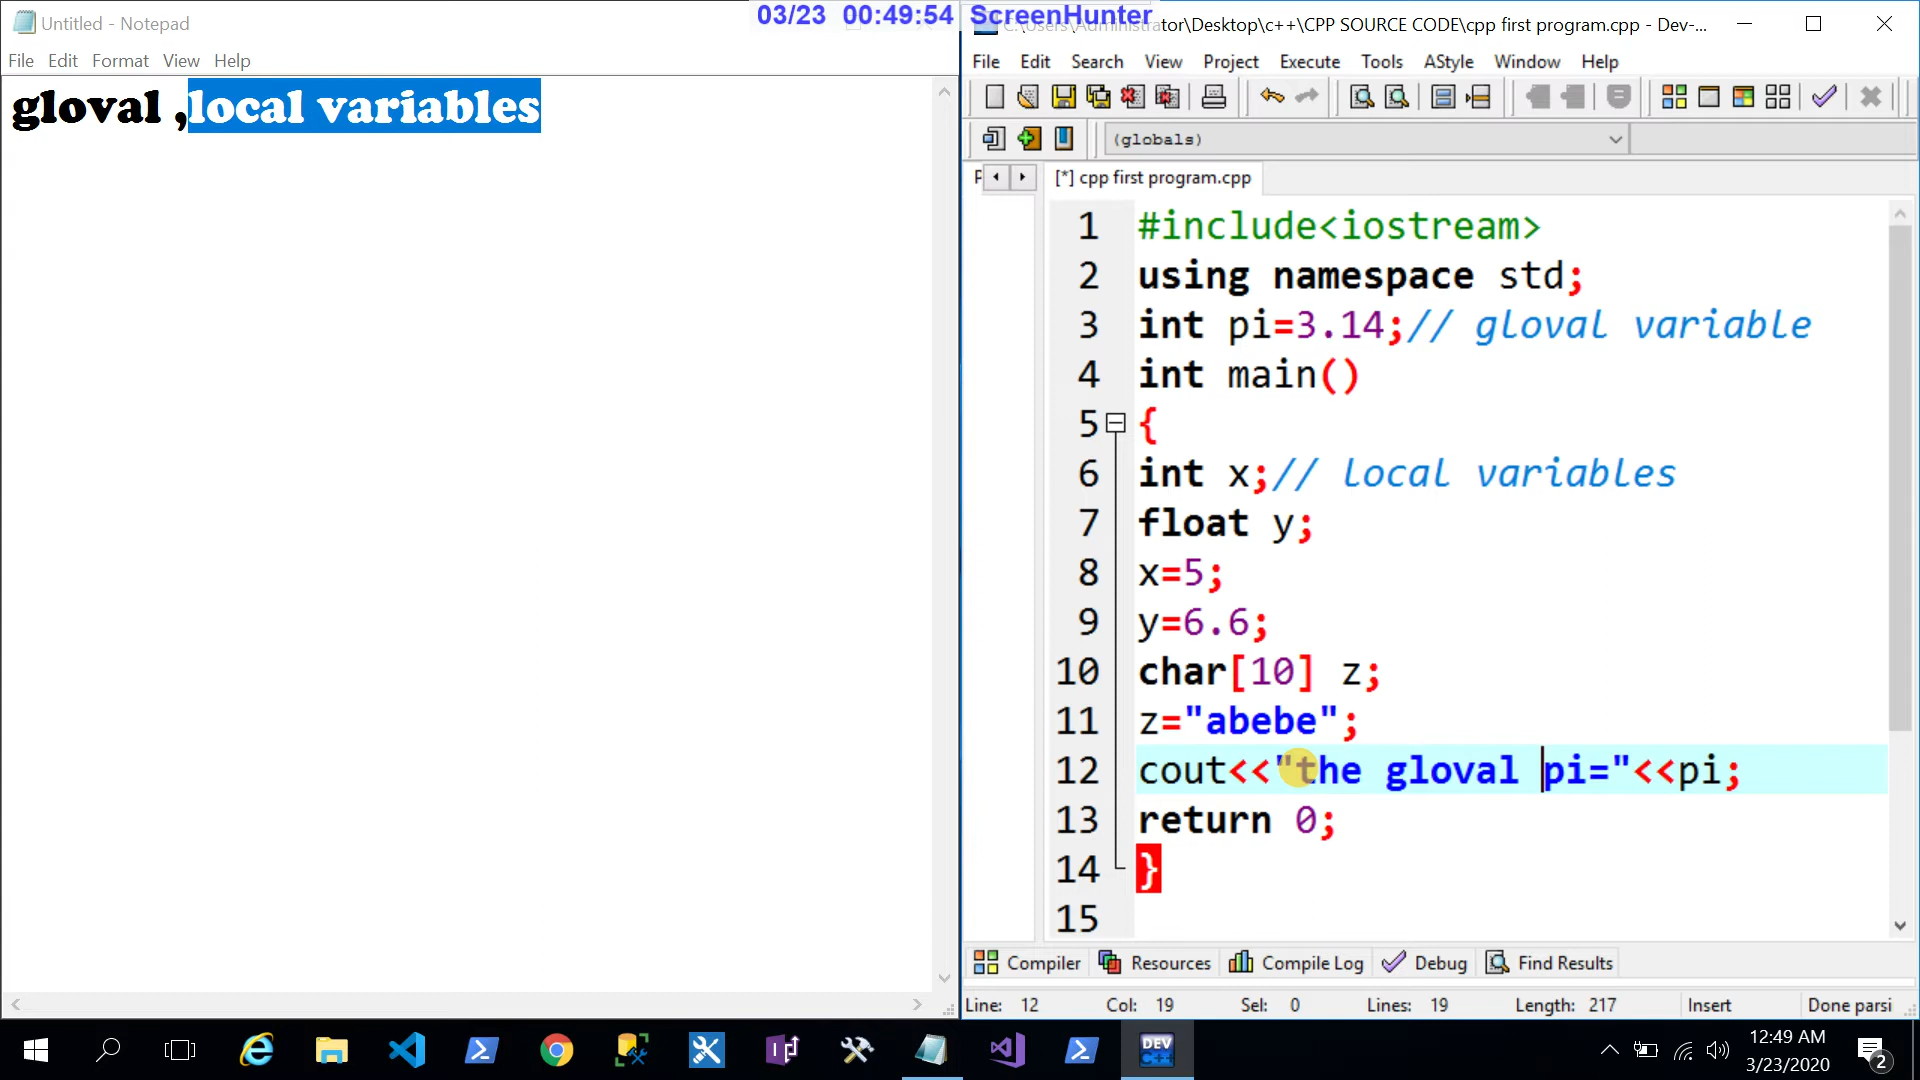 Untitled - Notepad
03/23 00:49:54 ScreenHunter
C:\Users\Administrator\Desktop\c++\CPP SOURCE CODE\cpp first program.cpp - Dev-...
File Edit Format View Help
File Edit Search View Project Execute Tools AStyle Window Help
gloval ,local variables
(globals)
P
[*] cpp first program.cpp
1 #include<iostream>
2 using namespace std;
3 int pi=3.14;// gloval variable
4 int main()
5 {
6 int x;// local variables
7 float y;
8 x=5;
9 y=6.6;
10 char[10] z;
11 z="abebe";
12 cout<<"the gloval pi="<<pi;
13 return 0;
14 }
15
Compiler Resources Compile Log Debug Find Results
Line: 12 Col: 19 Sel: 0 Lines: 19 Length: 217 Insert Done parsi
DEV C++
12:49 AM
3/23/2020
2